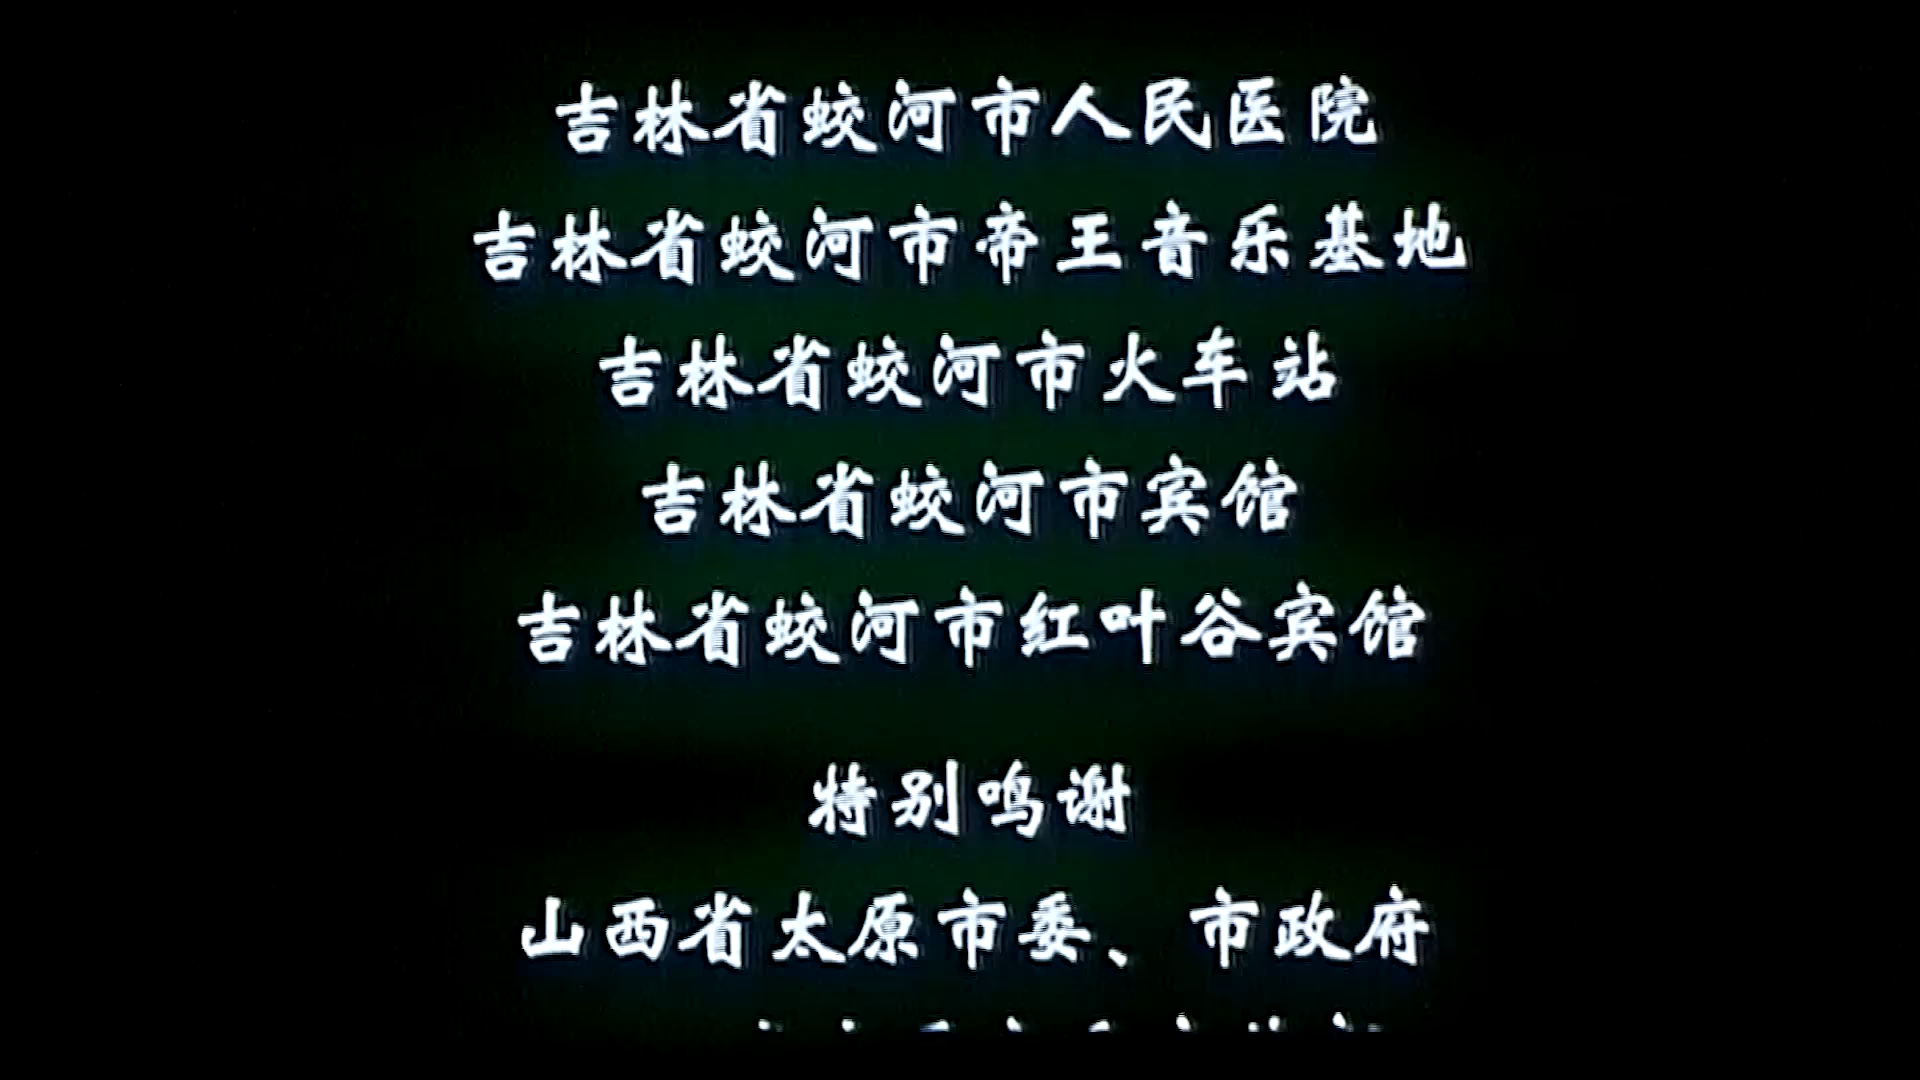 吉林省蛟河市人民医院
吉林省蛟河市帝王音乐基地
吉林省蛟河市火车站
吉林省蛟河市宾馆
吉林省蛟河市红叶谷宾馆
特别鸣谢
山西省太原市委、市政府